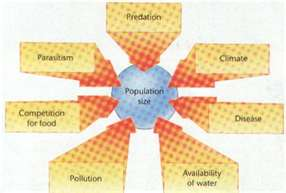 Predation
Parasitism
Climate
Population
size
Competition
for food
Disease
Pollution
Availability
of water